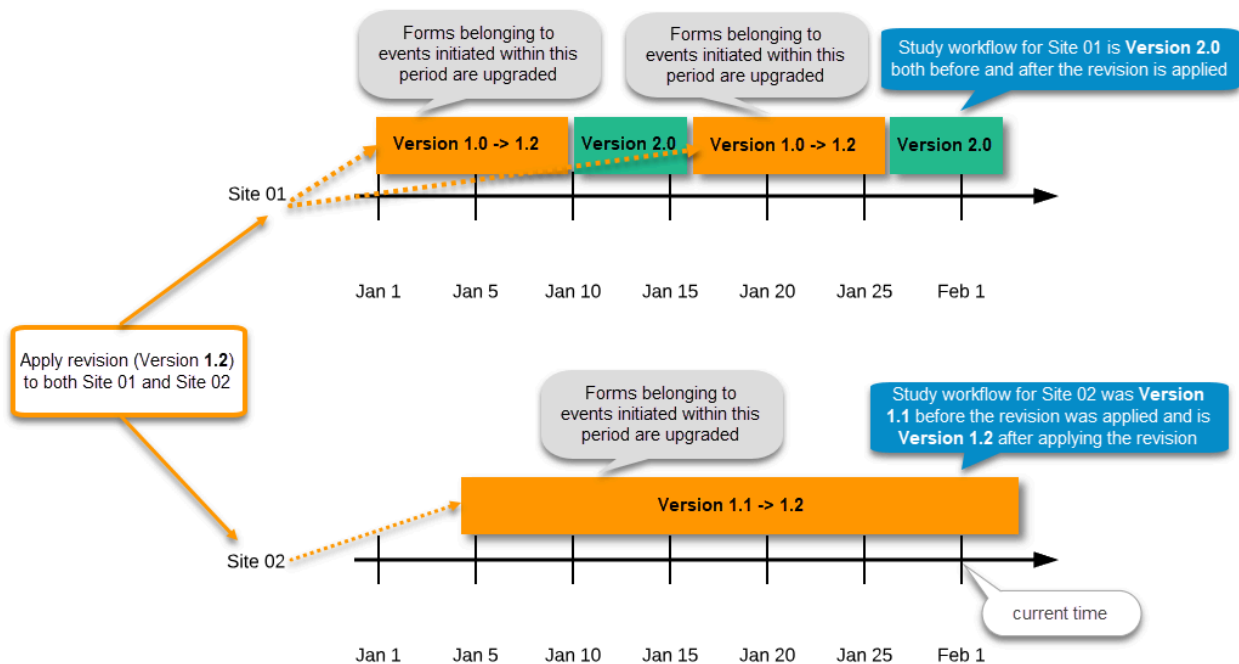 Forms belonging to
events initiated within this
period are upgraded
Forms belonging to
events initiated within this
period are upgraded
Study workflow for Site 01 is Version 2.0
both before and after the revision is applied
Version 1.0 -> 1.2
Version 2.0
Version 1.0 -> 1.2
Version 2.0
Site 01
Jan 1
Jan 5
Jan 10
Jan 15
Jan 20
Jan 25
Feb 1
Apply revision (Version 1.2)
to both Site 01 and Site 02
Forms belonging to
events initiated within this
period are upgraded
Study workflow for Site 02 was Version
1.1 before the revision was applied and is
Version 1.2 after applying the revision
Version 1.1 -> 1.2
Site 02
current time
Jan 1
Jan 5
Jan 10
Jan 15
Jan 20
Jan 25
Feb 1